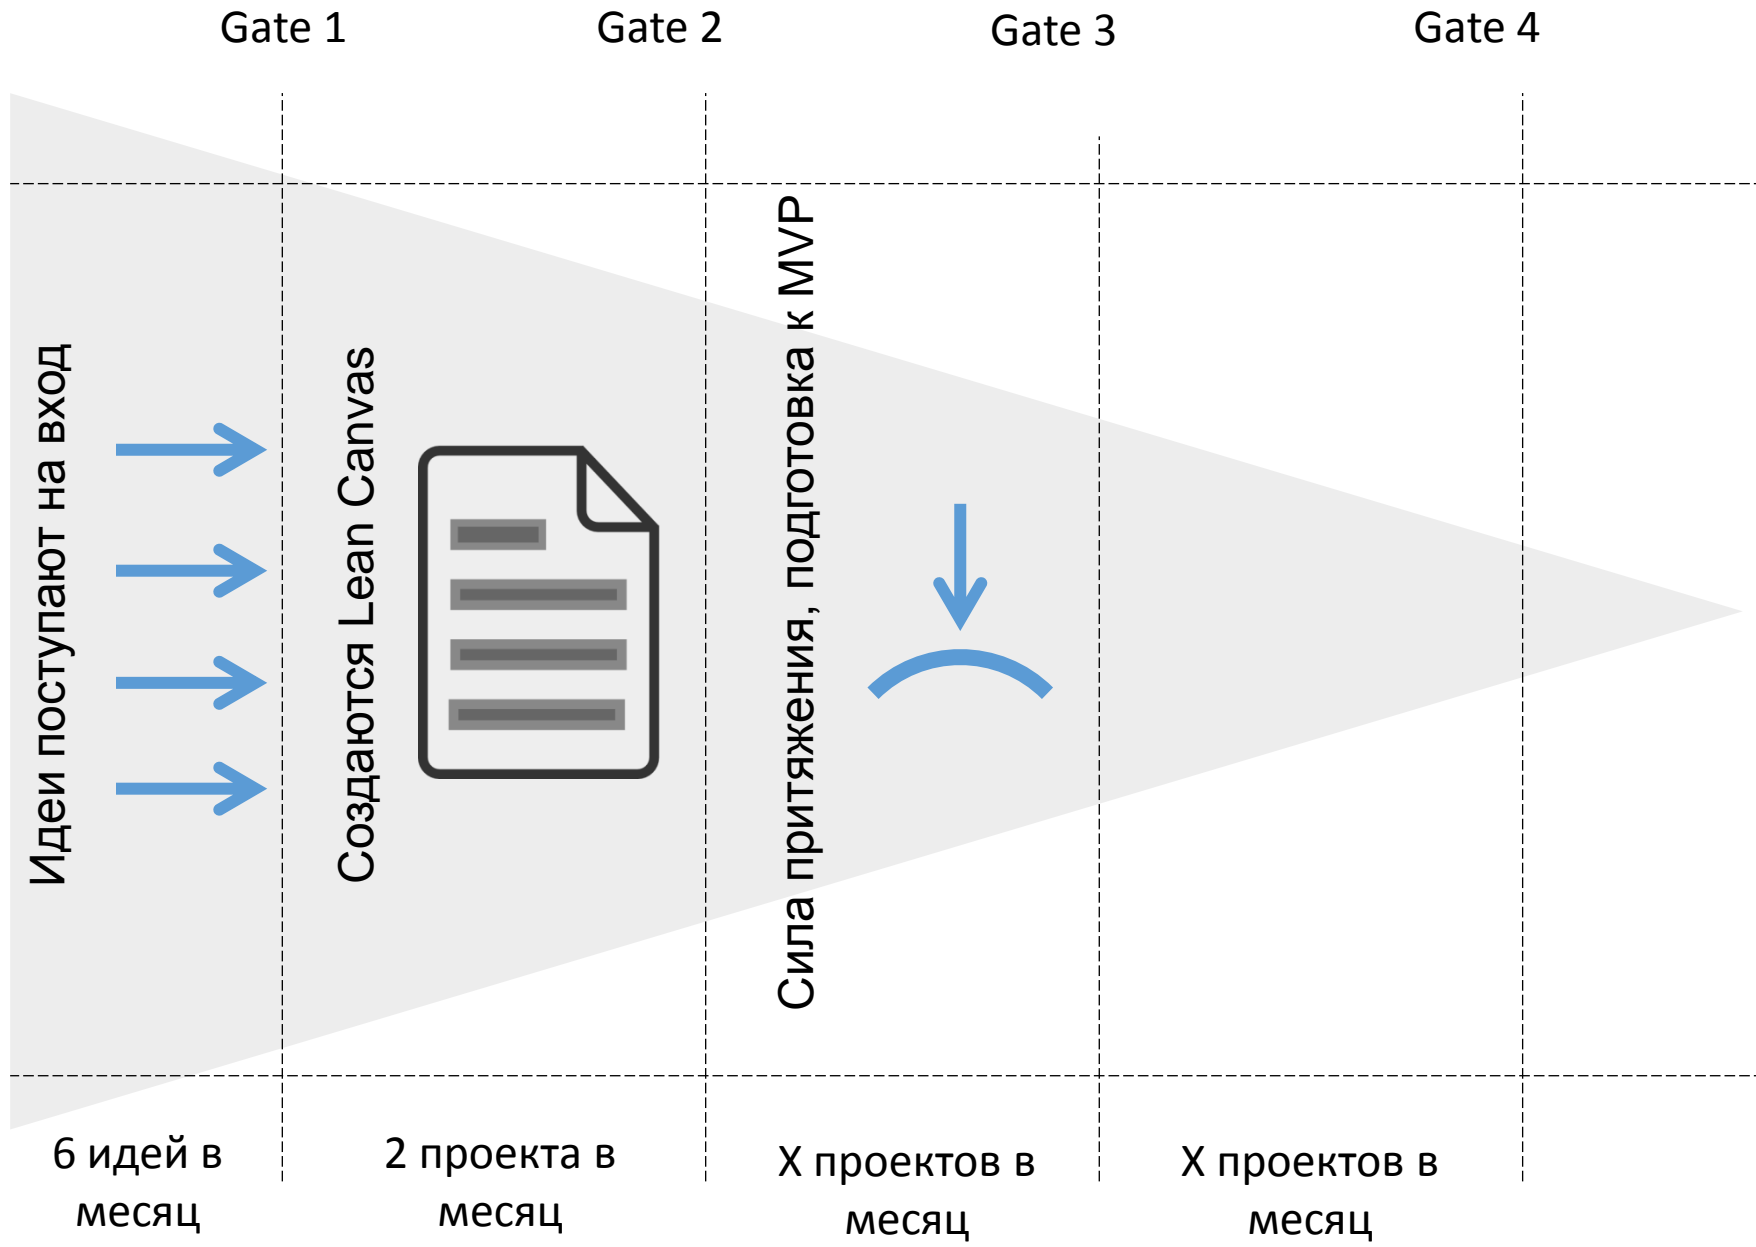 Gate 1
Gate 2
Gate 3
Gate 4
Идеи поступают на вход
Создаются Lean Canvas
Сила притяжения, подготовка к MVP
6 идей в
месяц
2 проекта в
месяц
X проектов в
месяц
X проектов в
месяц